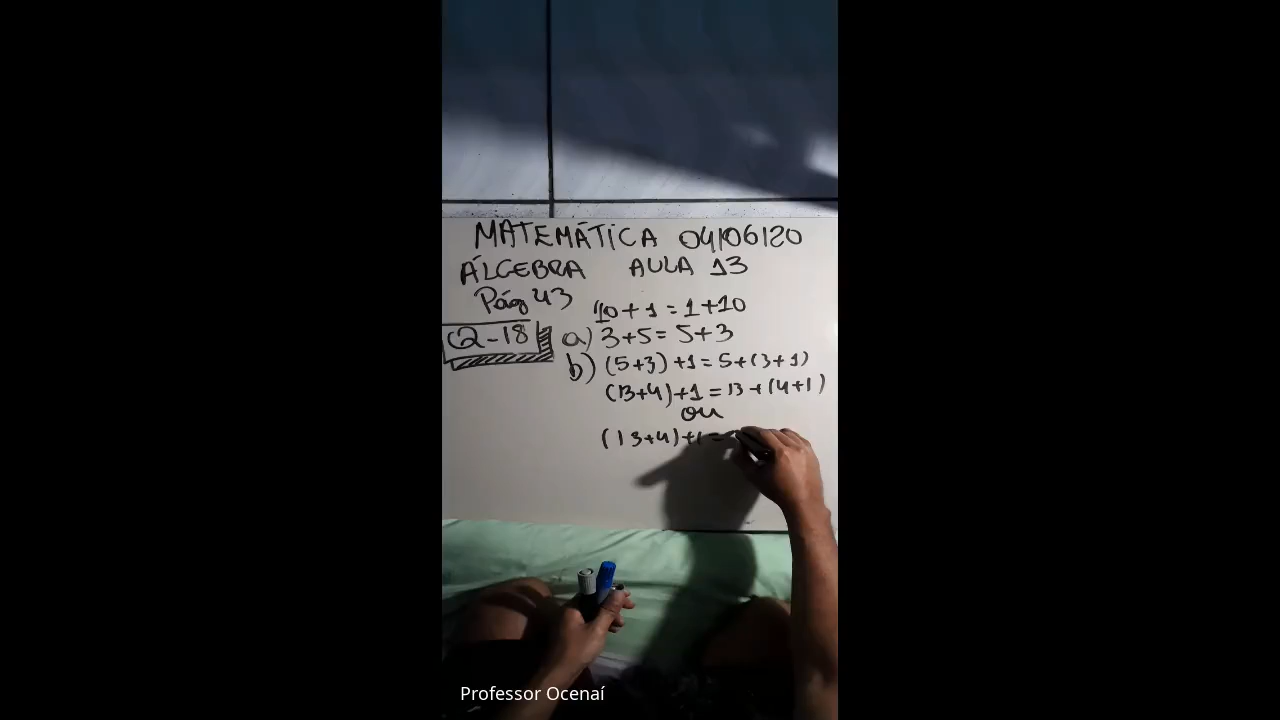 MATEMÁTICA 04/06/20
ÁLGEBRA AULA 13
Pág 43
10+1=1+10
Q-18
a) 3+5=5+3
b) (5+3)+1=5+(3+1)
(13+4)+1=13+(4+1)
ou
(13+4)+1=
Professor Ocenaí